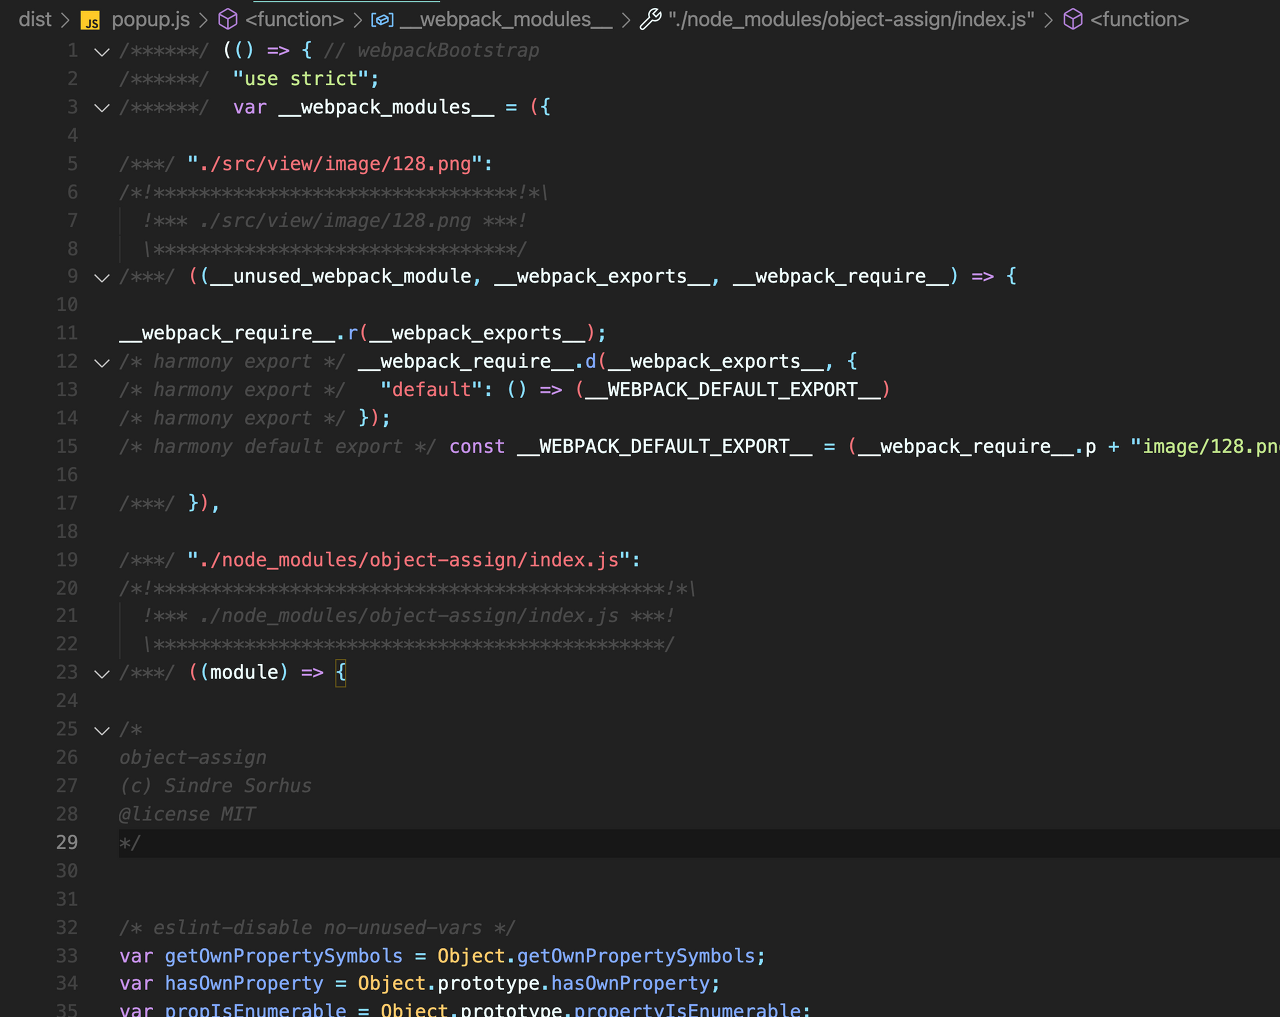 dist > JS popup.js > <function> > __webpack_modules__ > "./node_modules/object-assign/index.js" > <function>
1 /******/ (() => { // webpackBootstrap
2 /******/  "use strict";
3 /******/  var __webpack_modules__ = ({
4
5 /***/ "./src/view/image/128.png":
6 /*!********************************!*\
7   !*** ./src/view/image/128.png ***!
8   \********************************/
9 /***/ ((__unused_webpack_module, __webpack_exports__, __webpack_require__) => {
10
11 __webpack_require__.r(__webpack_exports__);
12 /* harmony export */ __webpack_require__.d(__webpack_exports__, {
13 /* harmony export */   "default": () => (__WEBPACK_DEFAULT_EXPORT__)
14 /* harmony export */ });
15 /* harmony default export */ const __WEBPACK_DEFAULT_EXPORT__ = (__webpack_require__.p + "image/128.pn
16
17 /***/ }),
18
19 /***/ "./node_modules/object-assign/index.js":
20 /*!*********************************************!*\
21   !*** ./node_modules/object-assign/index.js ***!
22   \*********************************************/
23 /***/ ((module) => {
24
25 /*
26 object-assign
27 (c) Sindre Sorhus
28 @license MIT
29 */
30
31
32 /* eslint-disable no-unused-vars */
33 var getOwnPropertySymbols = Object.getOwnPropertySymbols;
34 var hasOwnProperty = Object.prototype.hasOwnProperty;
35 var propIsEnumerable = Object.prototype.propertyIsEnumerable;